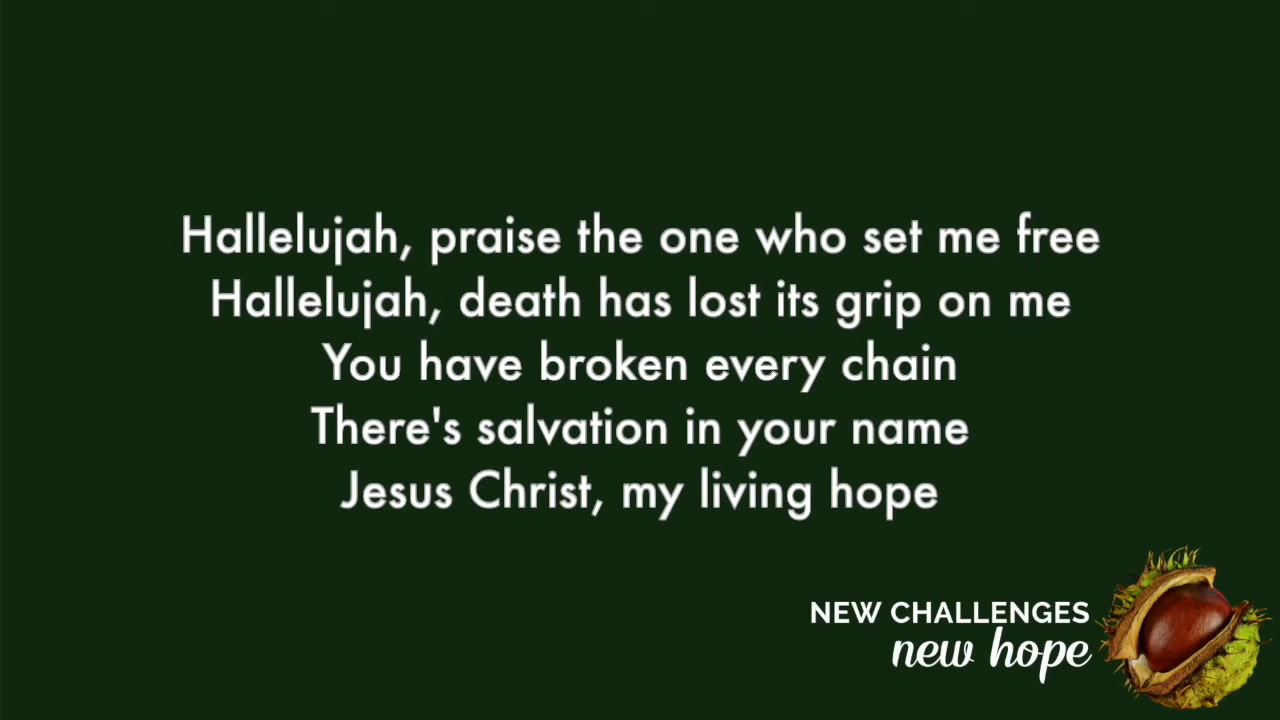 Hallelujah, praise the one who set me free
Hallelujah, death has lost its grip on me
You have broken every chain
There's salvation in your name
Jesus Christ, my living hope
NEW CHALLENGES
new hope